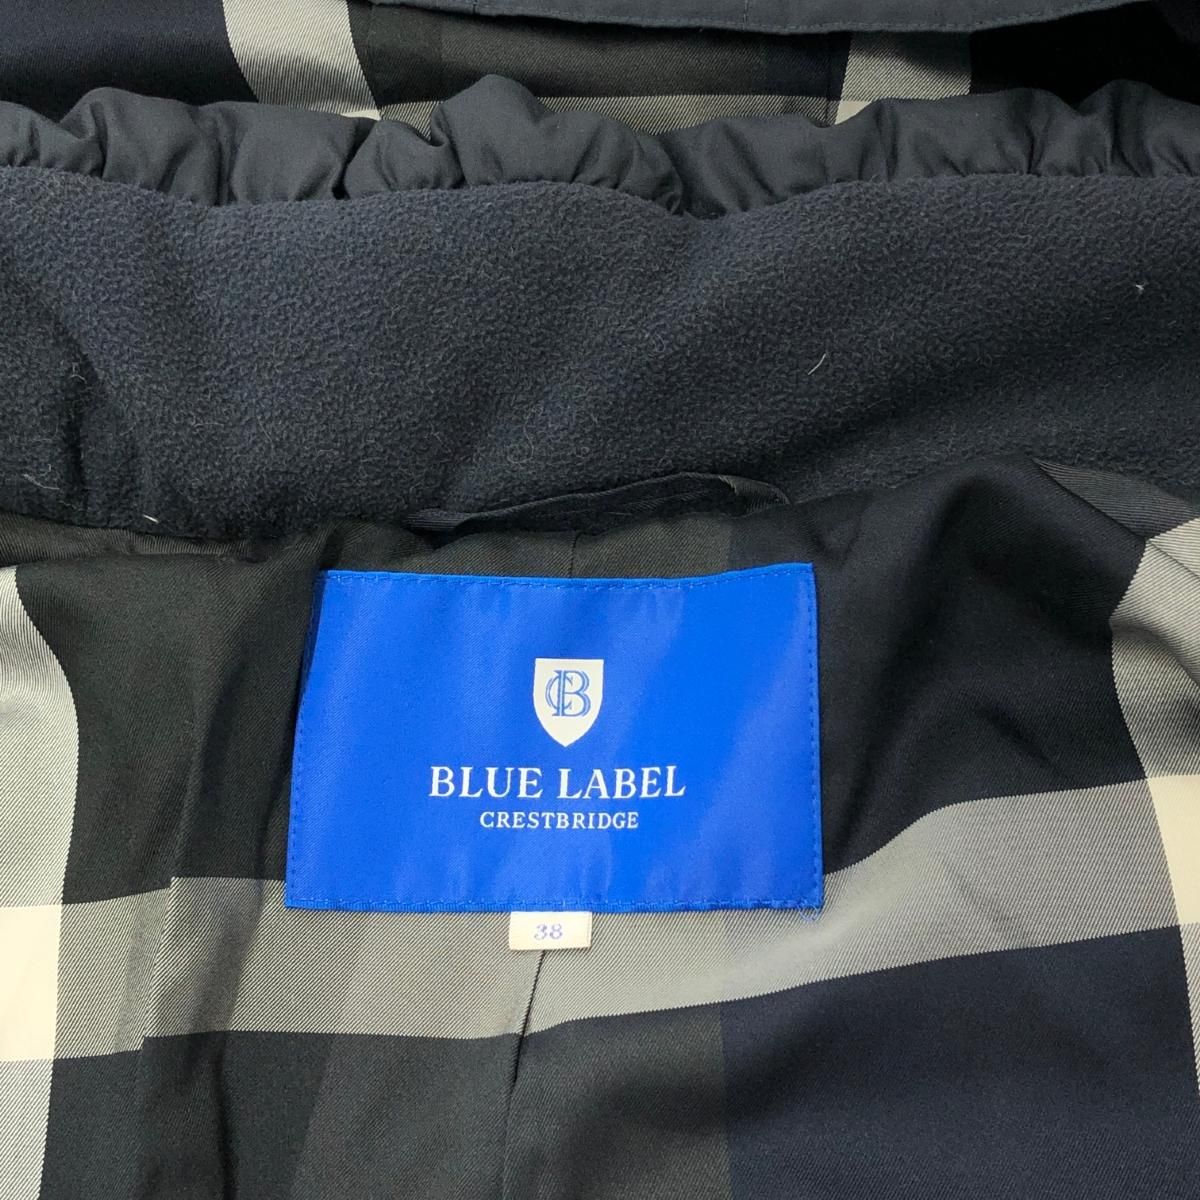 CB
BLUE LABEL
CRESTBRIDGE
38